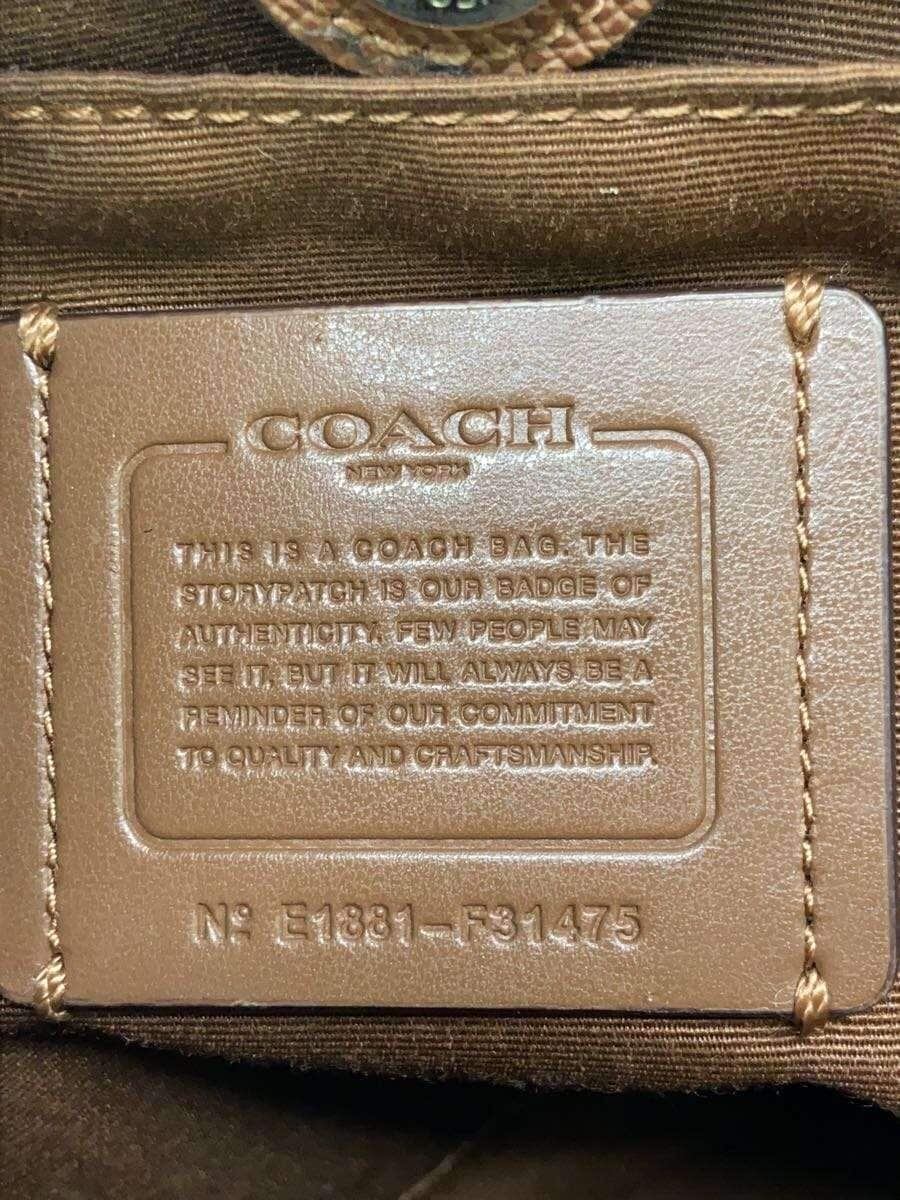 COACH
NEW YORK
THIS IS A COACH BAG. THE
STORYPATCH IS OUR BADGE OF
AUTHENTICITY. FEW PEOPLE MAY
SEE IT, BUT IT WILL ALWAYS BE A
REMINDER OF OUR COMMITMENT
TO QUALITY AND CRAFTSMANSHIP.
Nº E1881-F31475